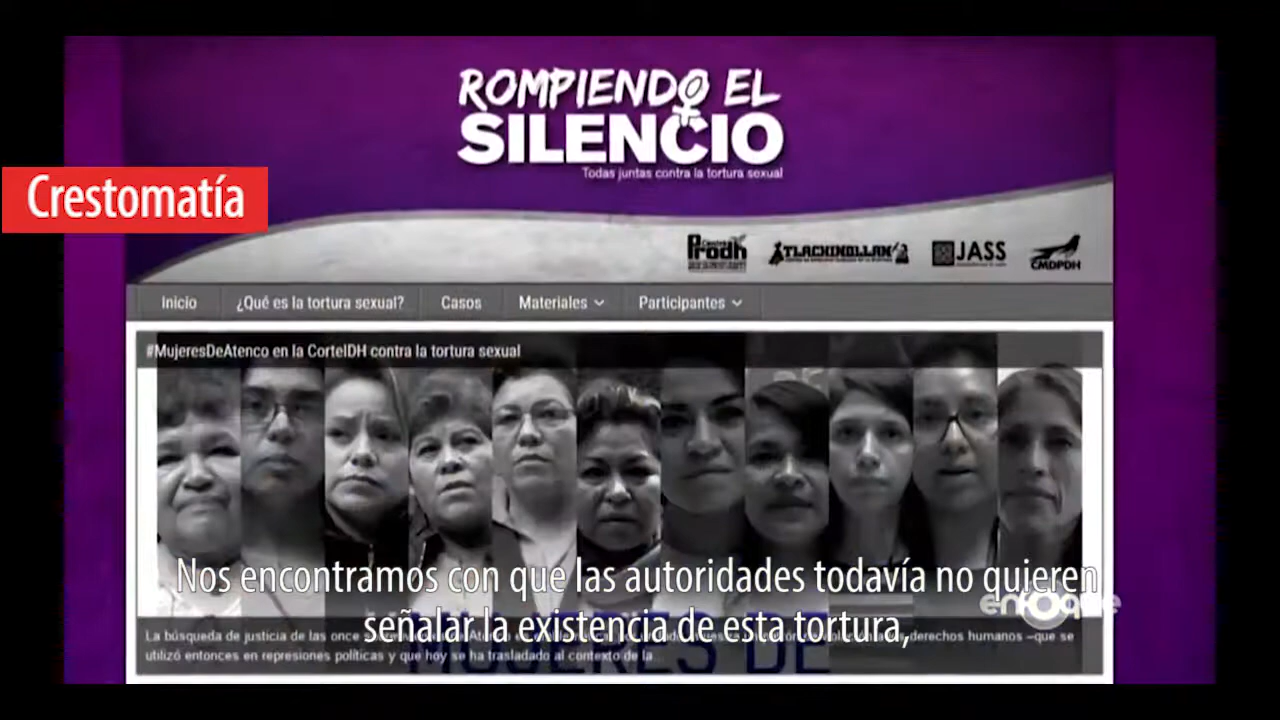 ROMPIENDO EL
SILENCIO
Todas juntas contra la tortura sexual
Crestomatía
Centro
Prodh
TLACHINOLLAN
JASS
CMDPDH
Inicio
¿Qué es la tortura sexual?
Casos
Materiales
Participantes
#MujeresDeAtenco en la CorteIDH contra la tortura sexual
Nos encontramos con que las autoridades todavía no quieren
enfoque
señalar la existencia de esta tortura,
MUJERES DE
La búsqueda de justicia de las once derechos humanos –que se
utilizó entonces en represiones políticas y que hoy se ha trasladado al contexto de la...